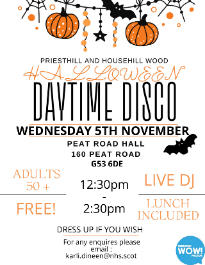 PRIESTHILL AND HOUSEHILL WOOD
HALLOWEEN
DAYTIME DISCO
WEDNESDAY 5TH NOVEMBER
PEAT ROAD HALL
160 PEAT ROAD
G53 6DE
ADULTS
50 +
12:30pm
-
2:30pm
LIVE DJ
FREE!
LUNCH
INCLUDED
DRESS UP IF YOU WISH
For any enquires please
email :
karli.dineen@nhs.scot
WOW!